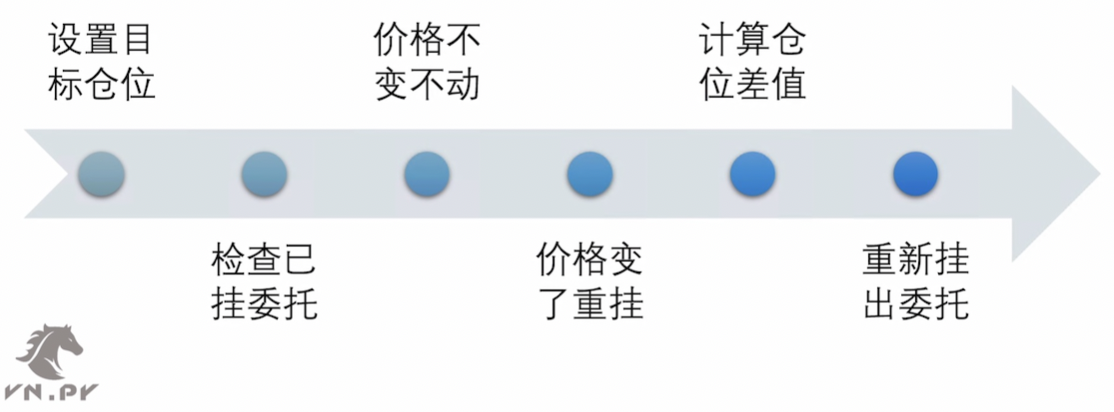 设置目
标仓位
检查已
挂委托
价格不
变不动
价格变
了重挂
计算仓
位差值
重新挂
出委托
VN.PY